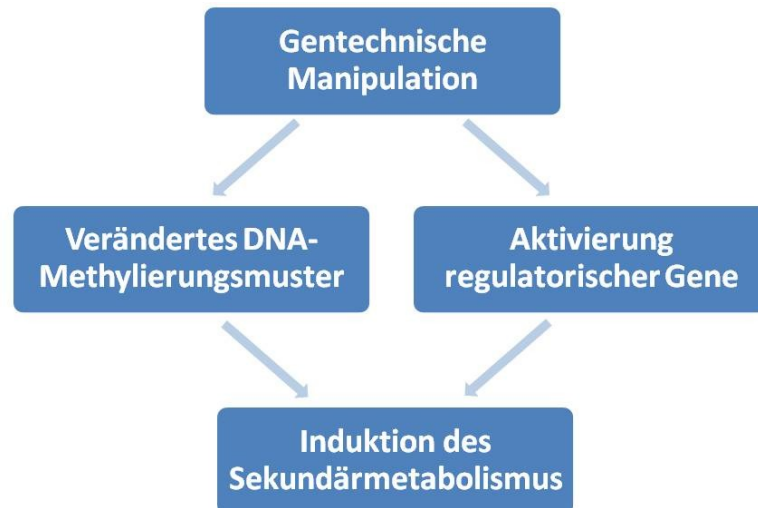 Gentechnische
Manipulation
Verändertes DNA-
Methylierungsmuster
Aktivierung
regulatorischer Gene
Induktion des
Sekundärmetabolismus